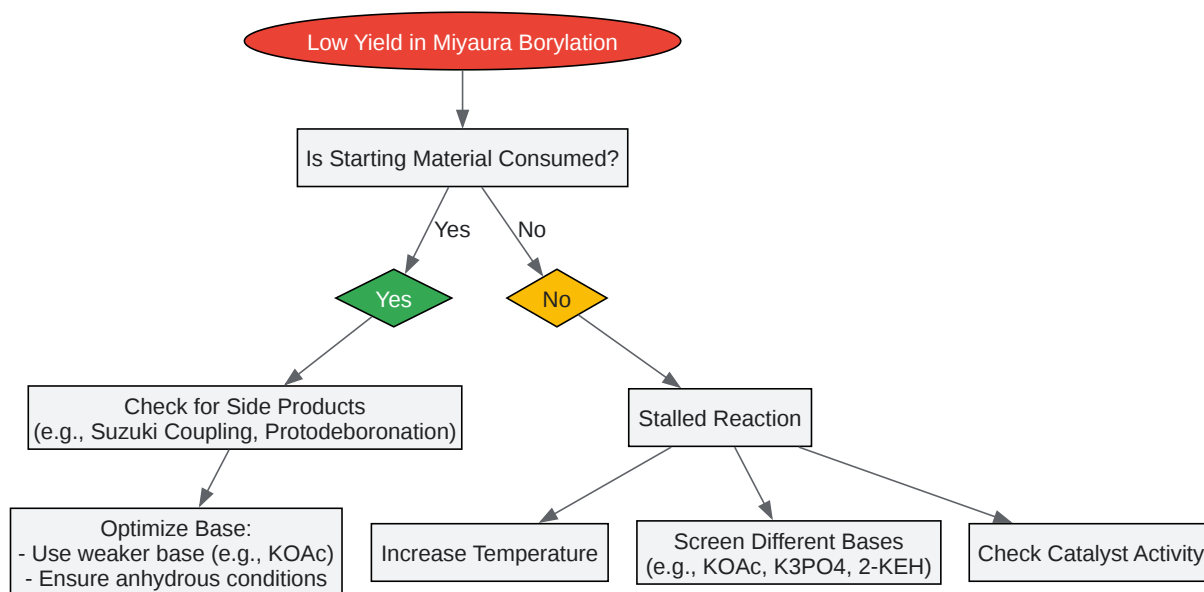 Low Yield in Miyaura Borylation
Is Starting Material Consumed?
Yes
No
Yes
No
Check for Side Products
(e.g., Suzuki Coupling, Protodeboronation)
Stalled Reaction
Optimize Base:
- Use weaker base (e.g., KOAc)
- Ensure anhydrous conditions
Increase Temperature
Screen Different Bases
(e.g., KOAc, K3PO4, 2-KEH)
Check Catalyst Activity